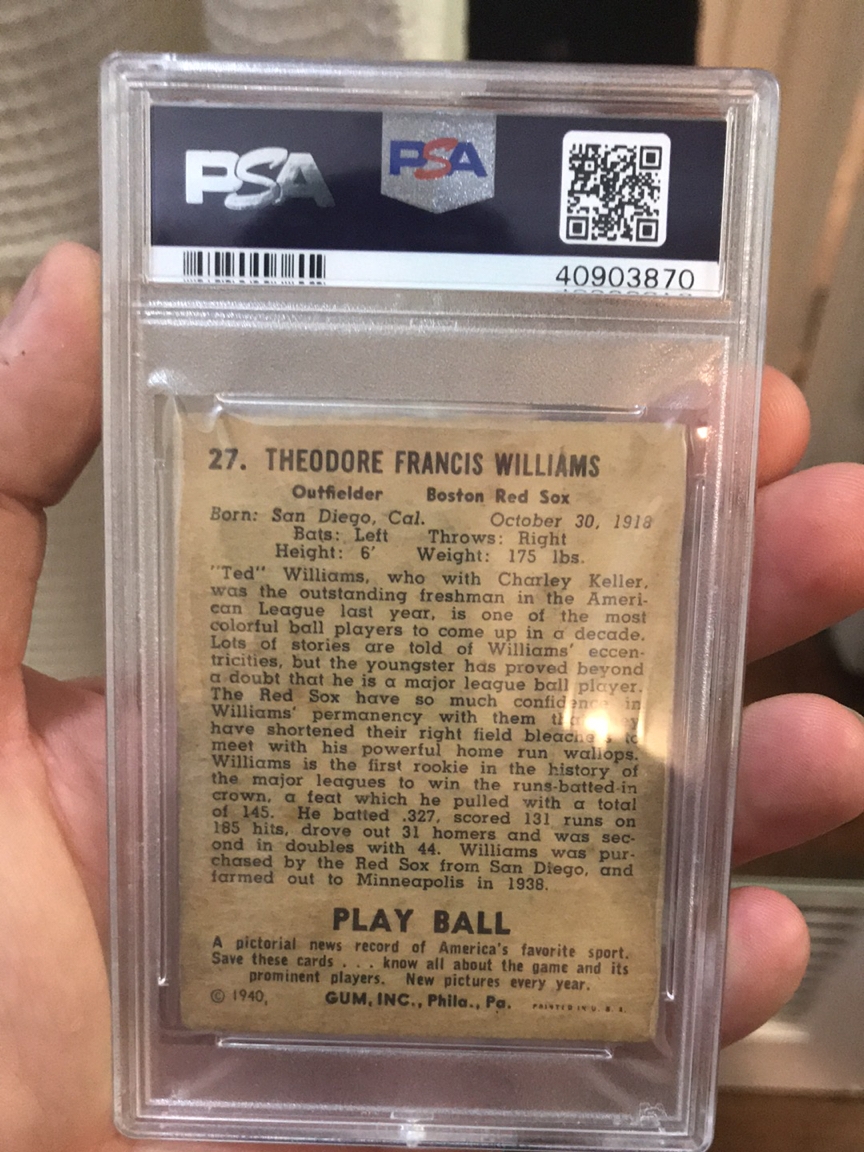 PSA PSA
40903870
27. THEODORE FRANCIS WILLIAMS
Outfielder Boston Red Sox
Born: San Diego, Cal. October 30, 1918
Bats: Left Throws: Right
Height: 6' Weight: 175 lbs.
"Ted" Williams, who with Charley Keller,
was the outstanding freshman in the Ameri-
can League last year, is one of the most
colorful ball players to come up in a decade.
Lots of stories are told of Williams' eccen-
tricities, but the youngster has proved beyond
a doubt that he is a major league ball player.
The Red Sox have so much confidence in
Williams' permanency with them that they
have shortened their right field bleachers to
meet with his powerful home run wallops.
Williams is the first rookie in the history of
the major leagues to win the runs-batted-in
crown, a feat which he pulled with a total
of 145. He batted .327, scored 131 runs on
185 hits, drove out 31 homers and was sec-
ond in doubles with 44. Williams was pur-
chased by the Red Sox from San Diego, and
farmed out to Minneapolis in 1938.
PLAY BALL
A pictorial news record of America's favorite sport.
Save these cards . . . know all about the game and its
prominent players. New pictures every year.
© 1940, GUM, INC., Phila., Pa. PRINTED IN U. S. A.